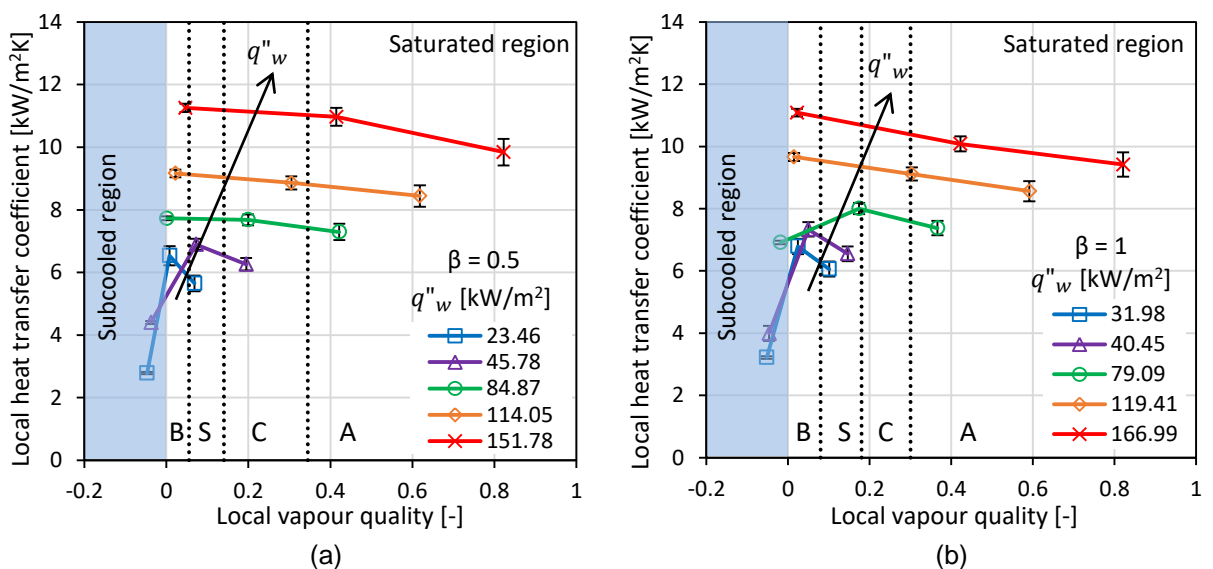 Local heat transfer coefficient [kW/m²K]
14
12
10
8
6
4
2
0
-0.2
0
0.2
0.4
0.6
0.8
1
Local vapour quality [-]
Subcooled region
Saturated region
q"w
β = 0.5
q"w [kW/m²]
23.46
45.78
84.87
114.05
151.78
B S C A
(a)
Local heat transfer coefficient [kW/m²K]
14
12
10
8
6
4
2
0
-0.2
0
0.2
0.4
0.6
0.8
1
Local vapour quality [-]
Subcooled region
Saturated region
q"w
β = 1
q"w [kW/m²]
31.98
40.45
79.09
119.41
166.99
B S C A
(b)